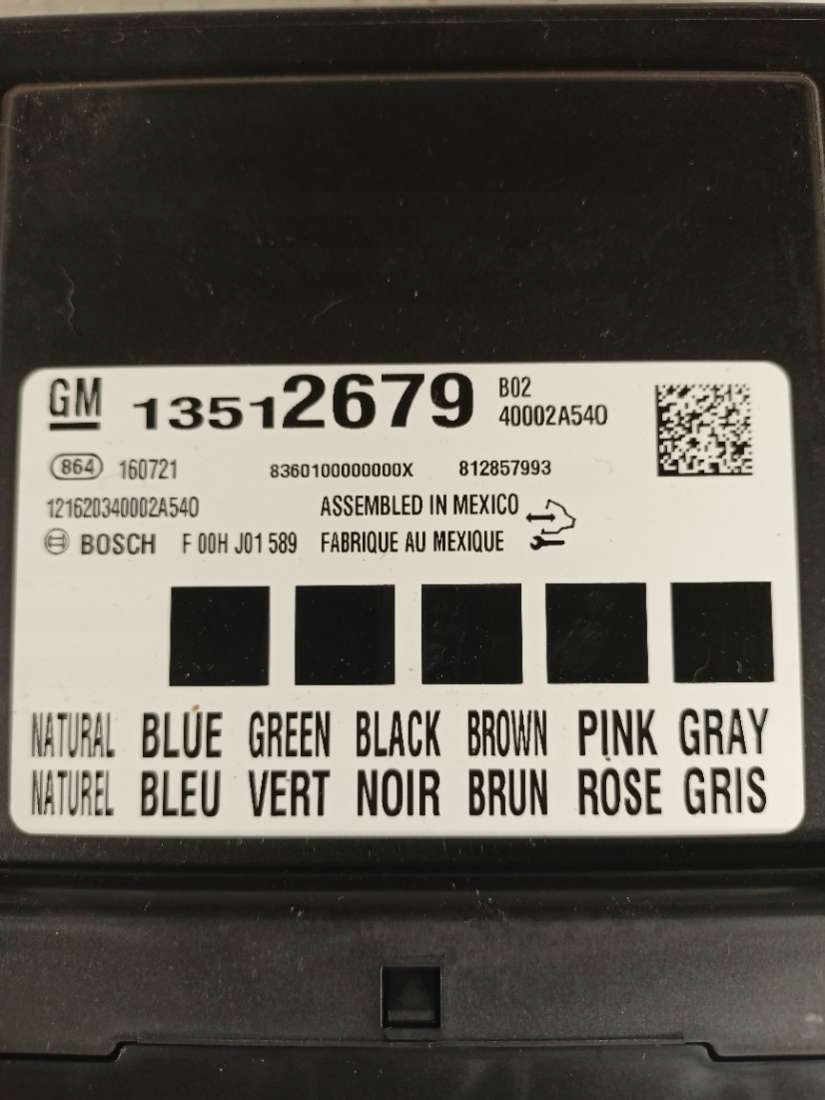 GM 13512679 B02
40002A540
864 160721 8360100000000X 812857993
121620340002A540 ASSEMBLED IN MEXICO
BOSCH F 00H J01 589 FABRIQUE AU MEXIQUE
NATURAL BLUE GREEN BLACK BROWN PINK GRAY
NATUREL BLEU VERT NOIR BRUN ROSE GRIS